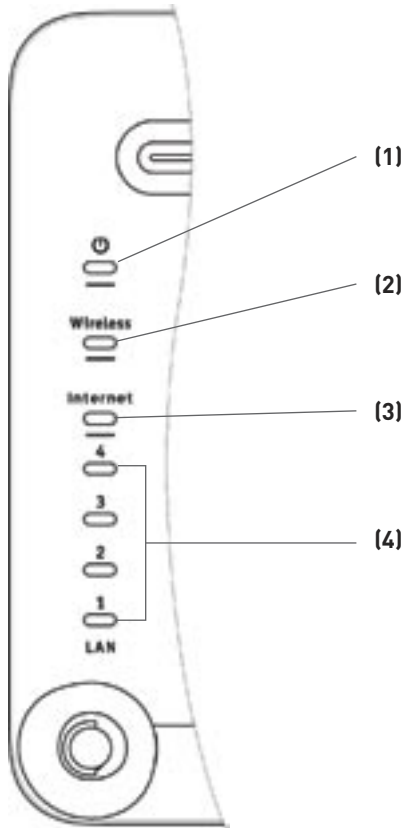 (1)
Wireless
(2)
Internet
(3)
4
3
(4)
2
1
LAN